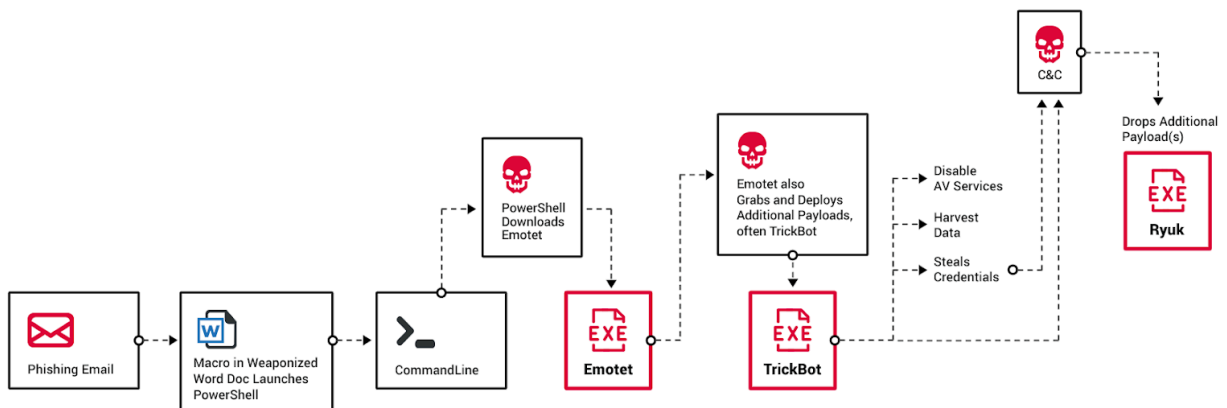 Phishing Email
W
Macro in Weaponized
Word Doc Launches
PowerShell
CommandLine
PowerShell
Downloads
Emotet
EXE
Emotet
Emotet also
Grabs and Deploys
Additional Payloads,
often TrickBot
EXE
TrickBot
Disable
AV Services
Harvest
Data
Steals
Credentials
C&C
Drops Additional
Payload(s)
EXE
Ryuk